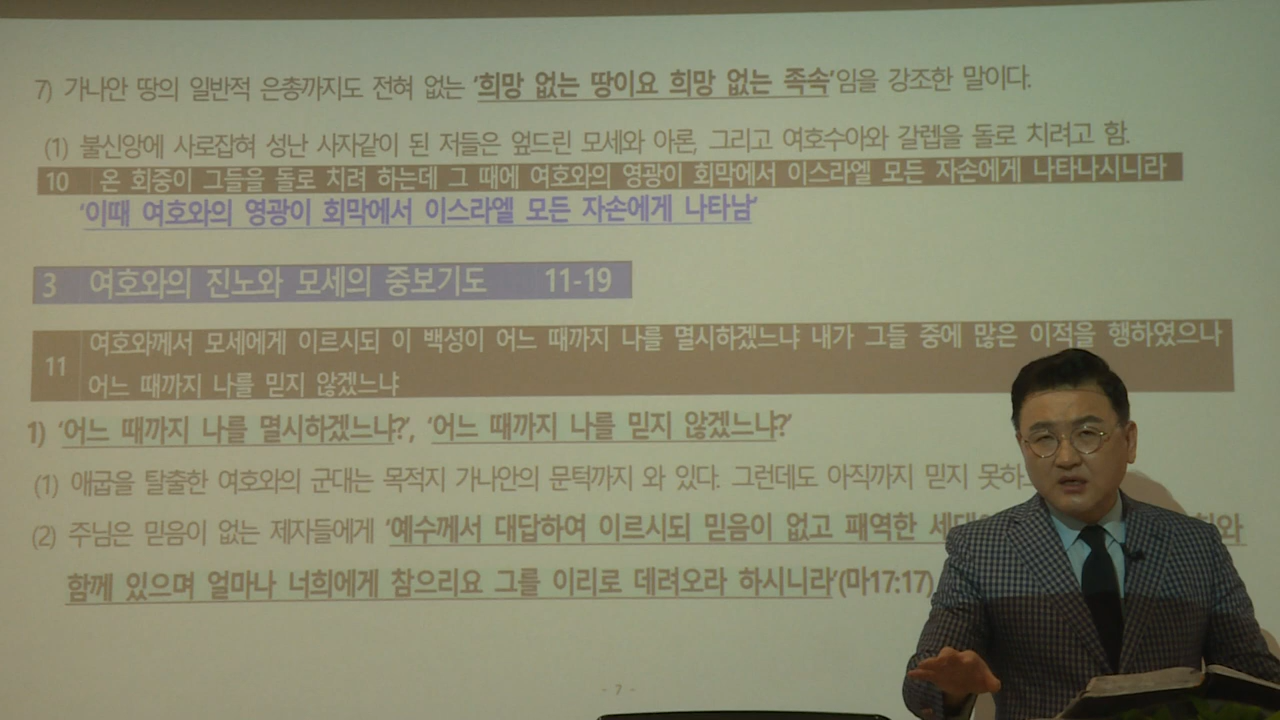 7) 가나안 땅의 일반적 은총까지도 전혀 없는 '희망 없는 땅이요 희망 없는 족속'임을 강조한 말이다.
(1) 불신앙에 사로잡혀 성난 사자같이 된 저들은 엎드린 모세와 아론, 그리고 여호수아와 갈렙을 돌로 치려고 함.
10 온 회중이 그들을 돌로 치려 하는데 그 때에 여호와의 영광이 회막에서 이스라엘 모든 자손에게 나타나시니라
'이때 여호와의 영광이 회막에서 이스라엘 모든 자손에게 나타남'
3 여호와의 진노와 모세의 중보기도 11-19
11 여호와께서 모세에게 이르시되 이 백성이 어느 때까지 나를 멸시하겠느냐 내가 그들 중에 많은 이적을 행하였으나
어느 때까지 나를 믿지 않겠느냐
1) '어느 때까지 나를 멸시하겠느냐?', '어느 때까지 나를 믿지 않겠느냐?'
(1) 애굽을 탈출한 여호와의 군대는 목적지 가나안의 문턱까지 와 있다. 그런데도 아직까지 믿지 못하
(2) 주님은 믿음이 없는 제자들에게 '예수께서 대답하여 이르시되 믿음이 없고 패역한 세대
함께 있으며 얼마나 너희에게 참으리요 그를 이리로 데려오라 하시니라'(마17:17)
- 7 -